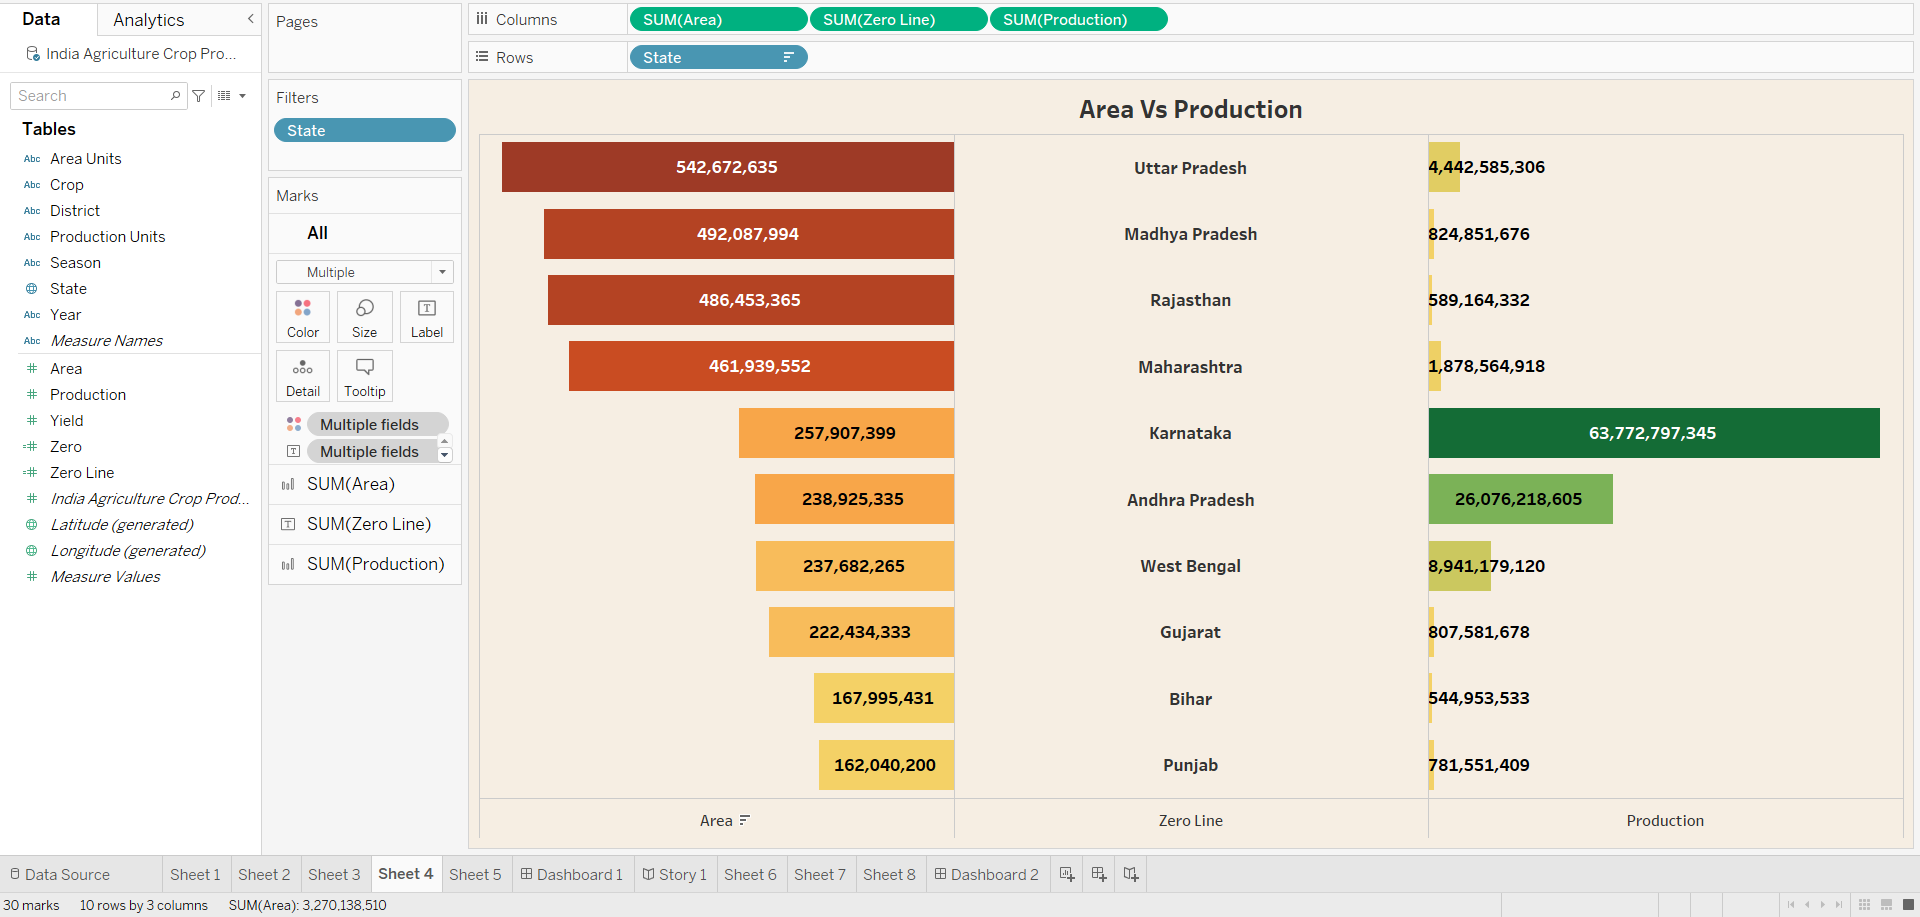 Data Analytics
India Agriculture Crop Pro...
Search
Tables
Abc Area Units
Abc Crop
Abc District
Abc Production Units
Abc Season
State
Abc Year
Abc Measure Names
# Area
# Production
# Yield
=# Zero
=# Zero Line
# India Agriculture Crop Prod...
Latitude (generated)
Longitude (generated)
# Measure Values
Pages
Filters
State
Marks
All
Multiple
Color Size Label
Detail Tooltip
Multiple fields
Multiple fields
SUM(Area)
SUM(Zero Line)
SUM(Production)
Columns SUM(Area) SUM(Zero Line) SUM(Production)
Rows State
Area Vs Production
542,672,635 Uttar Pradesh 4,442,585,306
492,087,994 Madhya Pradesh 824,851,676
486,453,365 Rajasthan 589,164,332
461,939,552 Maharashtra 1,878,564,918
257,907,399 Karnataka 63,772,797,345
238,925,335 Andhra Pradesh 26,076,218,605
237,682,265 West Bengal 8,941,179,120
222,434,333 Gujarat 807,581,678
167,995,431 Bihar 544,953,533
162,040,200 Punjab 781,551,409
Area Zero Line Production
Data Source Sheet 1 Sheet 2 Sheet 3 Sheet 4 Sheet 5 Dashboard 1 Story 1 Sheet 6 Sheet 7 Sheet 8 Dashboard 2
30 marks 10 rows by 3 columns SUM(Area): 3,270,138,510